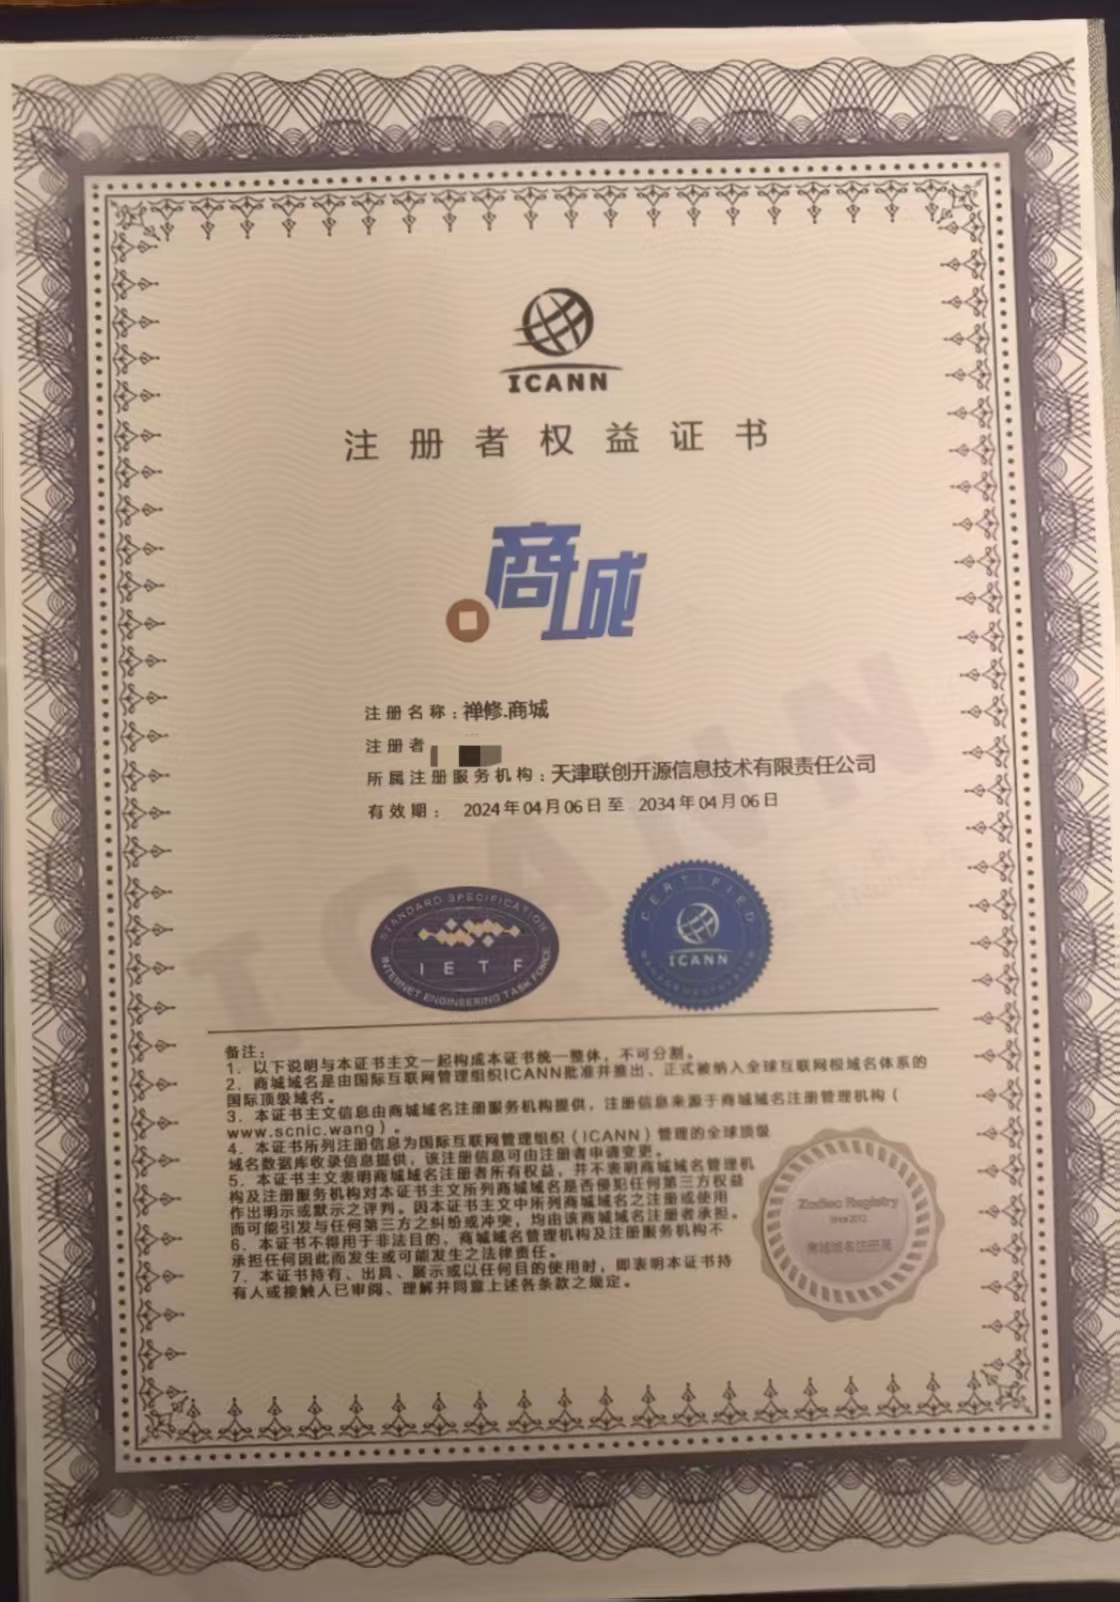 ICANN
注册者权益证书
商城
注册名称：禅修.商城
注册者
所属注册服务机构：天津联创开源信息技术有限责任公司
有效期： 2024年04月06日至 2034年04月06日
STANDARD SPECIFICATION
IETF
INTERNET ENGINEERING TASK FORCE
CERTIFIED
ICANN
ICANN
备注：
1、以下说明与本证书主文一起构成本证书统一整体，不可分割。
2、商城域名是由国际互联网管理组织ICANN批准并推出、正式被纳入全球互联网根域名体系的
国际顶级域名。
3、本证书主文信息由商城域名注册服务机构提供，注册信息来源于商城域名注册管理机构（
www.scnic.wang）。
4、本证书所列注册信息为国际互联网管理组织（ICANN）管理的全球顶级
域名数据库收录信息提供，该注册信息可由注册者申请变更。
5、本证书主文表明商城域名注册者所有权益，并不表明商城域名管理机
构及注册服务机构对本证书主文所列商城域名是否侵犯任何第三方权益
作出明示或默示之评判。因本证书主文中所列商城域名之注册或使用
而可能引发与任何第三方之纠纷或冲突，均由该商城域名注册者承担。
6、本证书不得用于非法目的，商城域名管理机构及注册服务机构不
承担任何因此而发生或可能发生之法律责任。
7、本证书持有、出具、展示或以任何目的使用时，即表明本证书持
有人或接触人已审阅、理解并同意上述各条款之规定。
Zodiac Registry
Since 2012
商城域名注册局